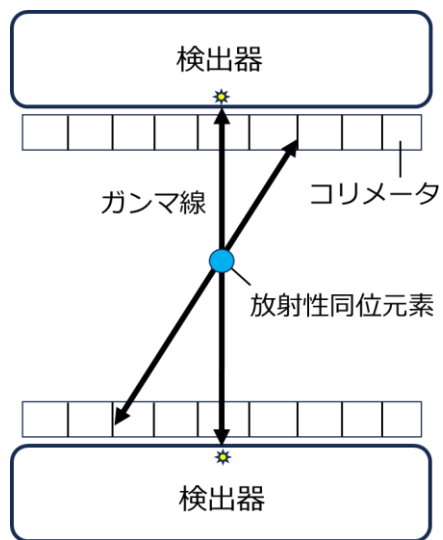 検出器
コリメータ
ガンマ線
放射性同位元素
検出器